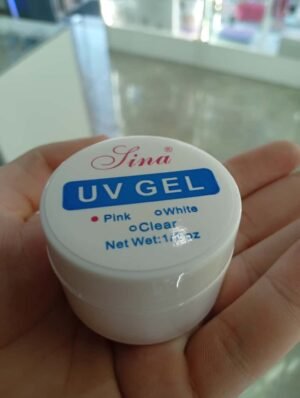 Sina®
UV GEL
Pink White
Clear
Net Wet: